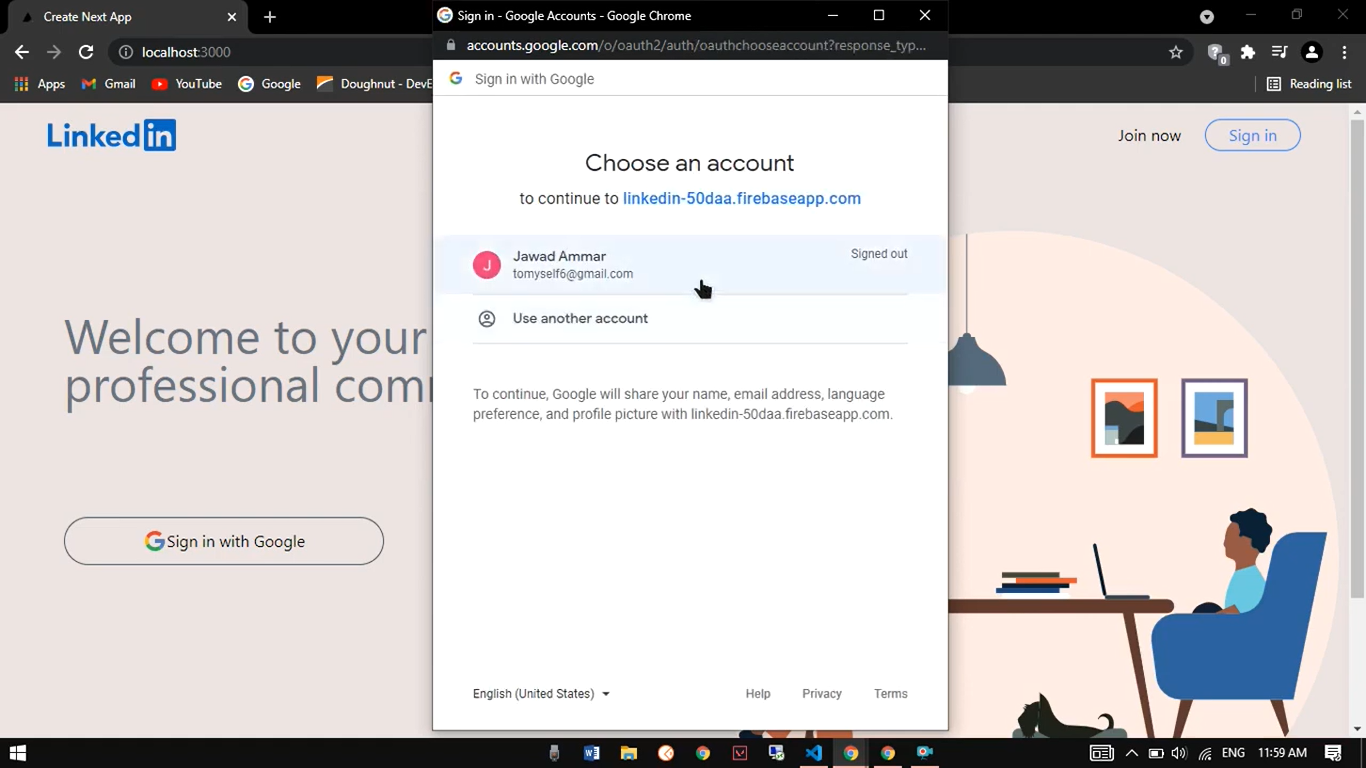 Create Next App
Sign in - Google Accounts - Google Chrome
localhost:3000
accounts.google.com/o/oauth2/auth/oauthchooseaccount?response_typ...
0
Apps
Gmail
YouTube
Google
Doughnut - DevE
Reading list
Sign in with Google
Linkedin
Join now
Sign in
Choose an account
to continue to linkedin-50daa.firebaseapp.com
J
Jawad Ammar
Signed out
tomyself6@gmail.com
Use another account
Welcome to your
professional com
To continue, Google will share your name, email address, language
preference, and profile picture with linkedin-50daa.firebaseapp.com.
Sign in with Google
English (United States)
Help
Privacy
Terms
ENG
11:59 AM